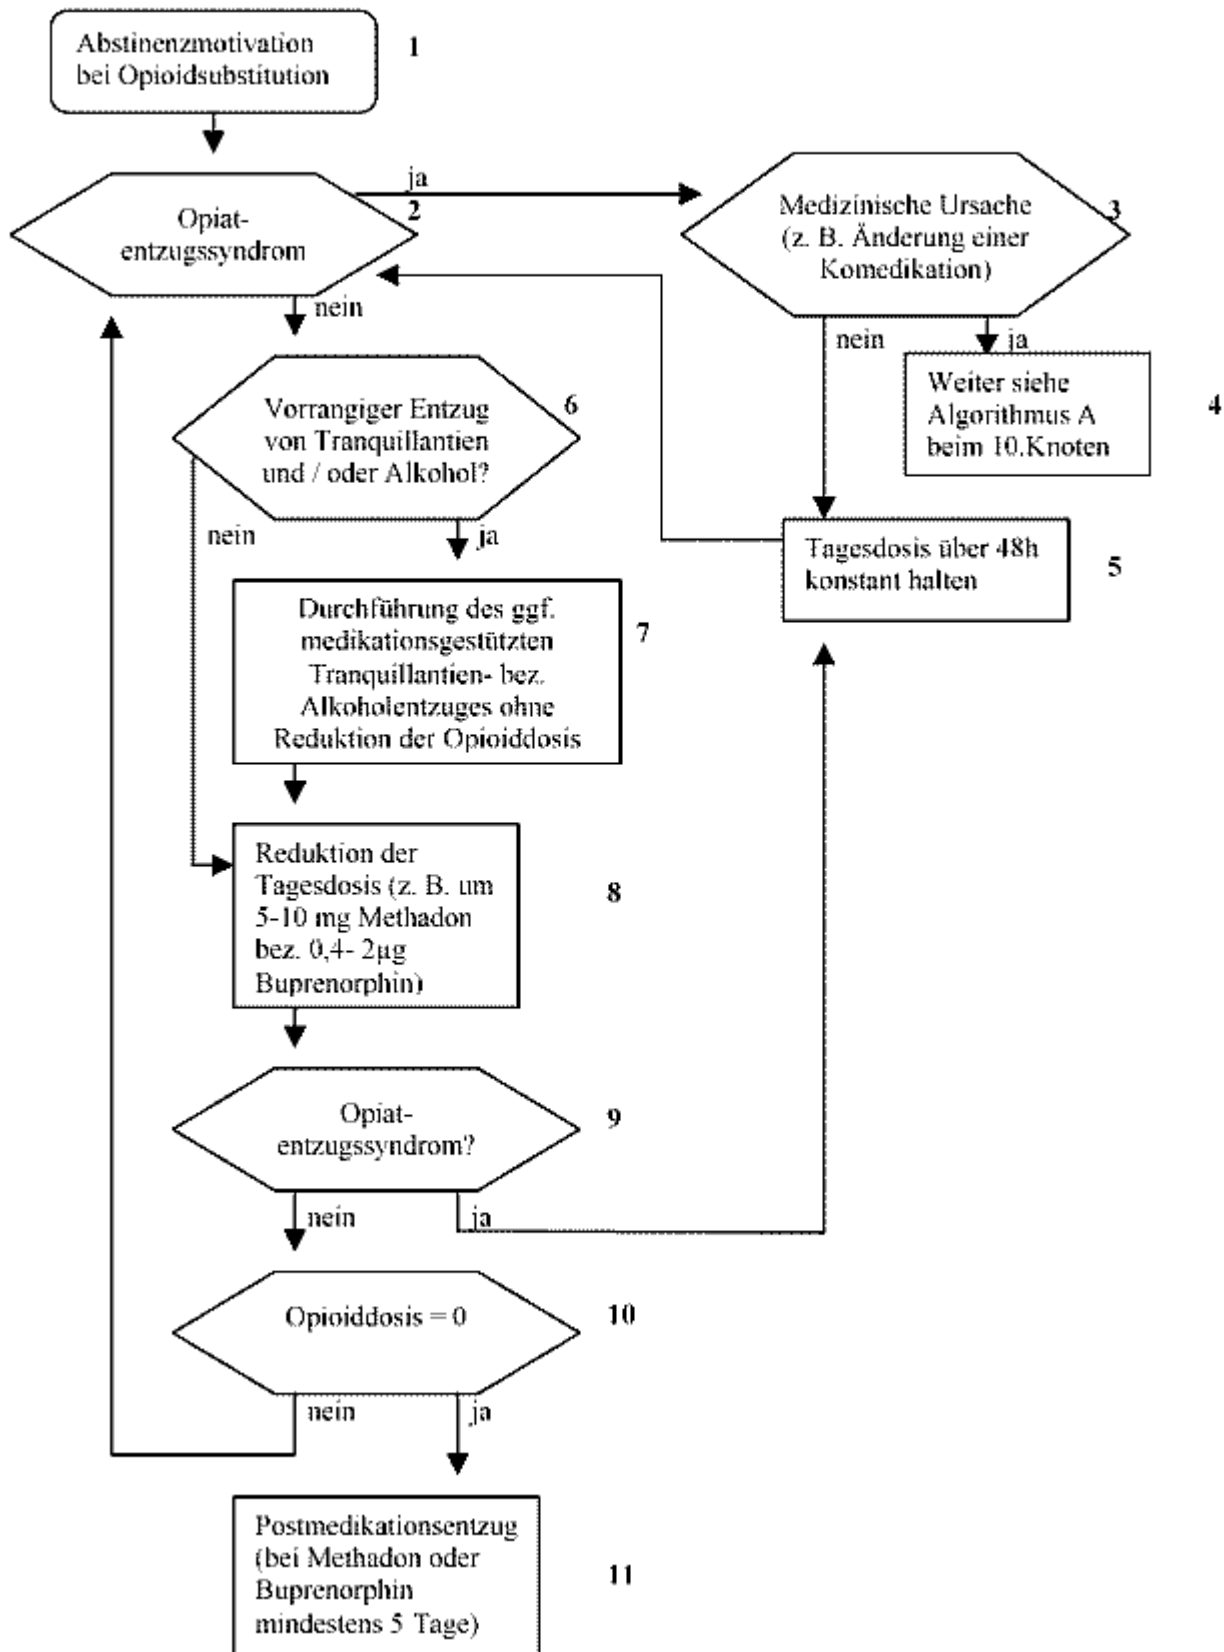 Abstinenzmotivation
bei Opioidsubstitution
1
ja
Opiat-
entzugssyndrom
2
Medizinische Ursache
(z. B. Änderung einer
Komedikation)
3
nein
nein
ja
Weiter siehe
Algorithmus A
beim 10.Knoten
4
Vorrangiger Entzug
von Tranquillantien
und / oder Alkohol?
6
nein
ja
Tagesdosis über 48h
konstant halten
5
Durchführung des ggf.
medikationsgestützten
Tranquillantien- bez.
Alkoholentzuges ohne
Reduktion der Opioiddosis
7
Reduktion der
Tagesdosis (z. B. um
5-10 mg Methadon
bez. 0,4- 2µg
Buprenorphin)
8
Opiat-
entzugssyndrom?
9
nein
ja
Opioiddosis = 0
10
nein
ja
Postmedikationsentzug
(bei Methadon oder
Buprenorphin
mindestens 5 Tage)
11